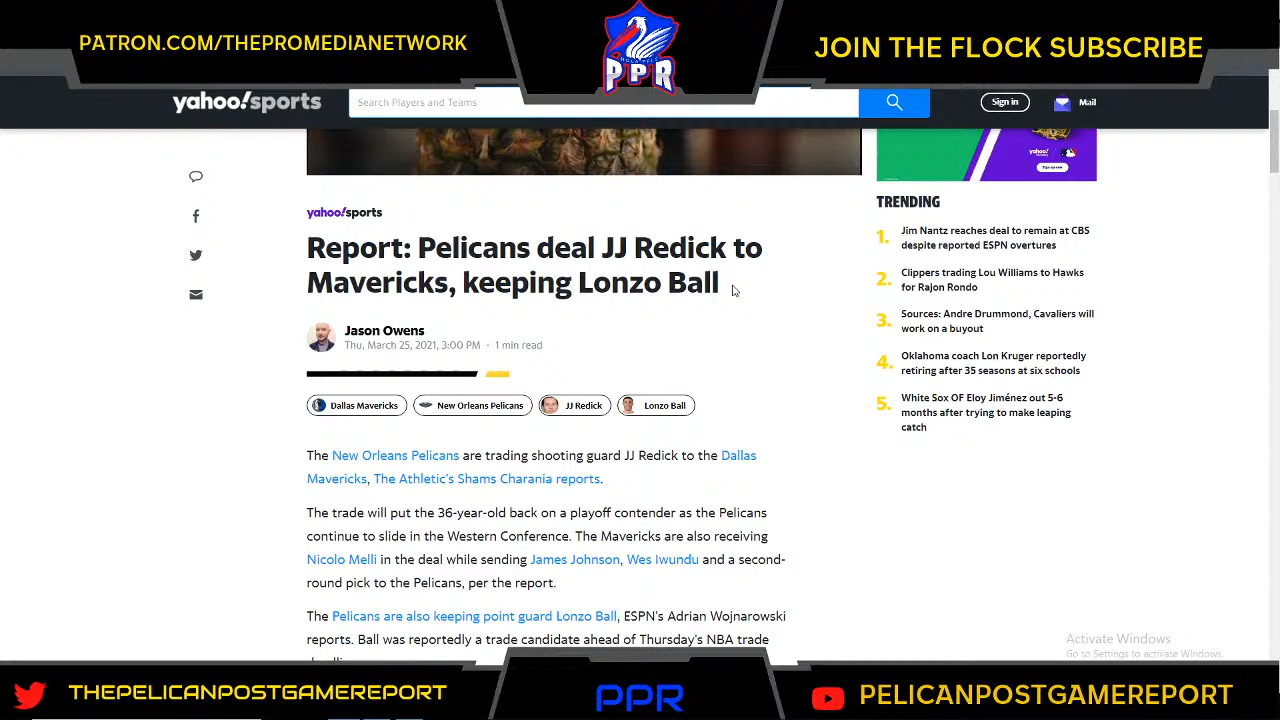 PATRON.COM/THEPROMEDIANETWORK
NOLA PELS
PPR
JOIN THE FLOCK SUBSCRIBE
yahoo!sports
Search Players and Teams
Sign in
Mail
yahoo!
Sign up now
yahoo!sports
Report: Pelicans deal JJ Redick to
Mavericks, keeping Lonzo Ball
Jason Owens
Thu, March 25, 2021, 3:00 PM · 1 min read
Dallas Mavericks
New Orleans Pelicans
JJ Redick
Lonzo Ball
The New Orleans Pelicans are trading shooting guard JJ Redick to the Dallas
Mavericks, The Athletic's Shams Charania reports.
The trade will put the 36-year-old back on a playoff contender as the Pelicans
continue to slide in the Western Conference. The Mavericks are also receiving
Nicolo Melli in the deal while sending James Johnson, Wes Iwundu and a second-
round pick to the Pelicans, per the report.
The Pelicans are also keeping point guard Lonzo Ball, ESPN's Adrian Wojnarowski
reports. Ball was reportedly a trade candidate ahead of Thursday's NBA trade
TRENDING
1. Jim Nantz reaches deal to remain at CBS
despite reported ESPN overtures
2. Clippers trading Lou Williams to Hawks
for Rajon Rondo
3. Sources: Andre Drummond, Cavaliers will
work on a buyout
4. Oklahoma coach Lon Kruger reportedly
retiring after 35 seasons at six schools
5. White Sox OF Eloy Jiménez out 5-6
months after trying to make leaping
catch
Activate Windows
Go to Settings to activate Windows.
THEPELICANPOSTGAMEREPORT
PPR
PELICANPOSTGAMEREPORT